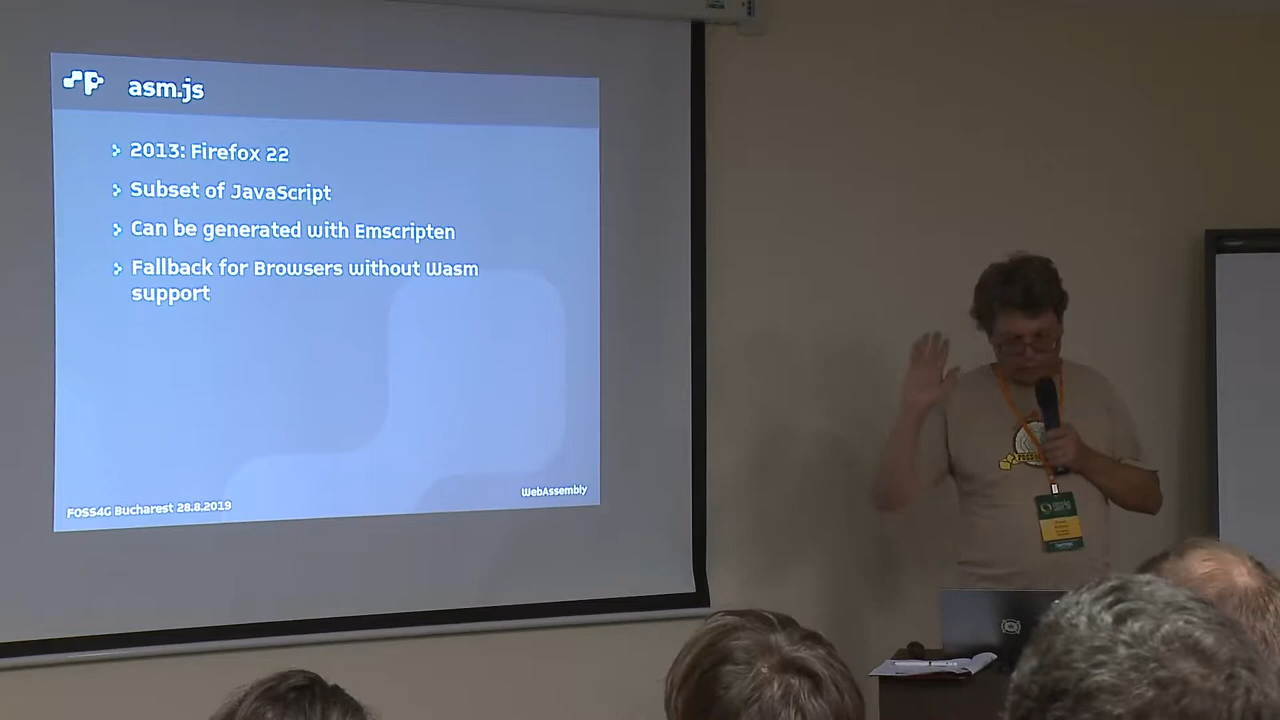 asm.js
2013: Firefox 22
Subset of JavaScript
Can be generated with Emscripten
Fallback for Browsers without Wasm
support
FOSS4G Bucharest 28.8.2019
WebAssembly